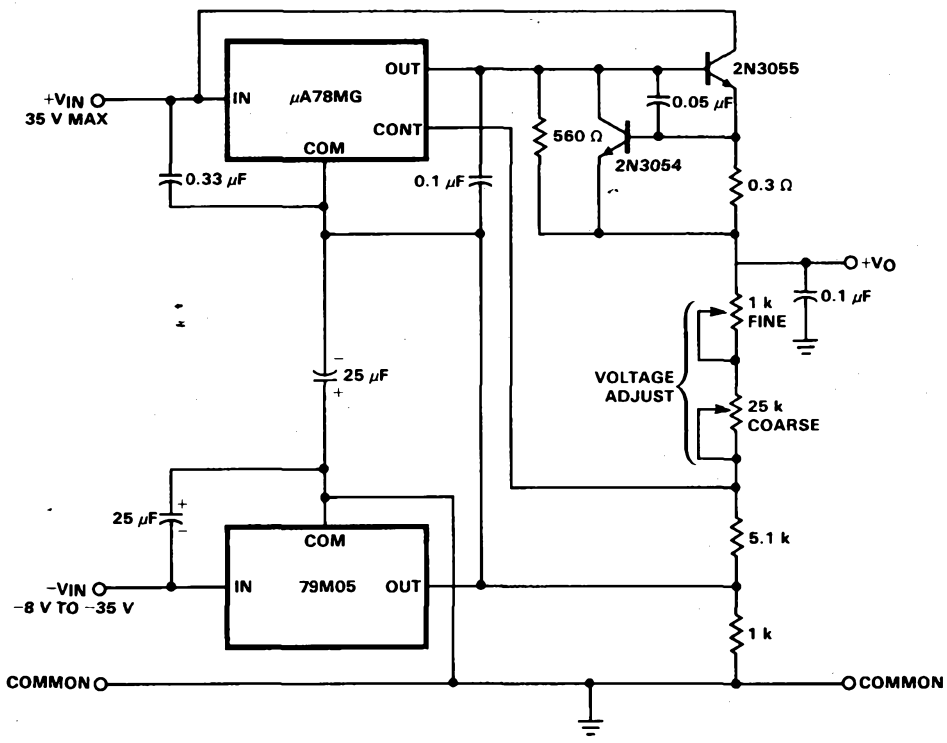 OUT
2N3055
µA78MG
+VIN
IN
0.05 µF
35 V MAX
CONT
560 Ω
COM
2N3054
0.33 µF
0.1 µF
0.3 Ω
+VO
1 k
FINE
0.1 µF
−
25 µF
+
VOLTAGE
ADJUST
25 k
COARSE
+
25 µF
−
5.1 k
COM
−VIN
IN
79M05
OUT
−8 V TO −35 V
1 k
COMMON
COMMON